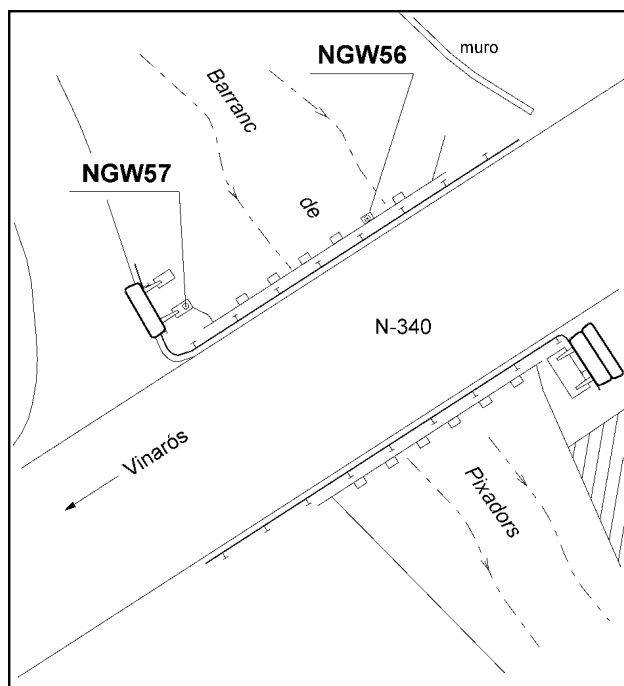 muro
NGW56
Barranc
NGW57
de
N-340
Vinarós
Pixadors